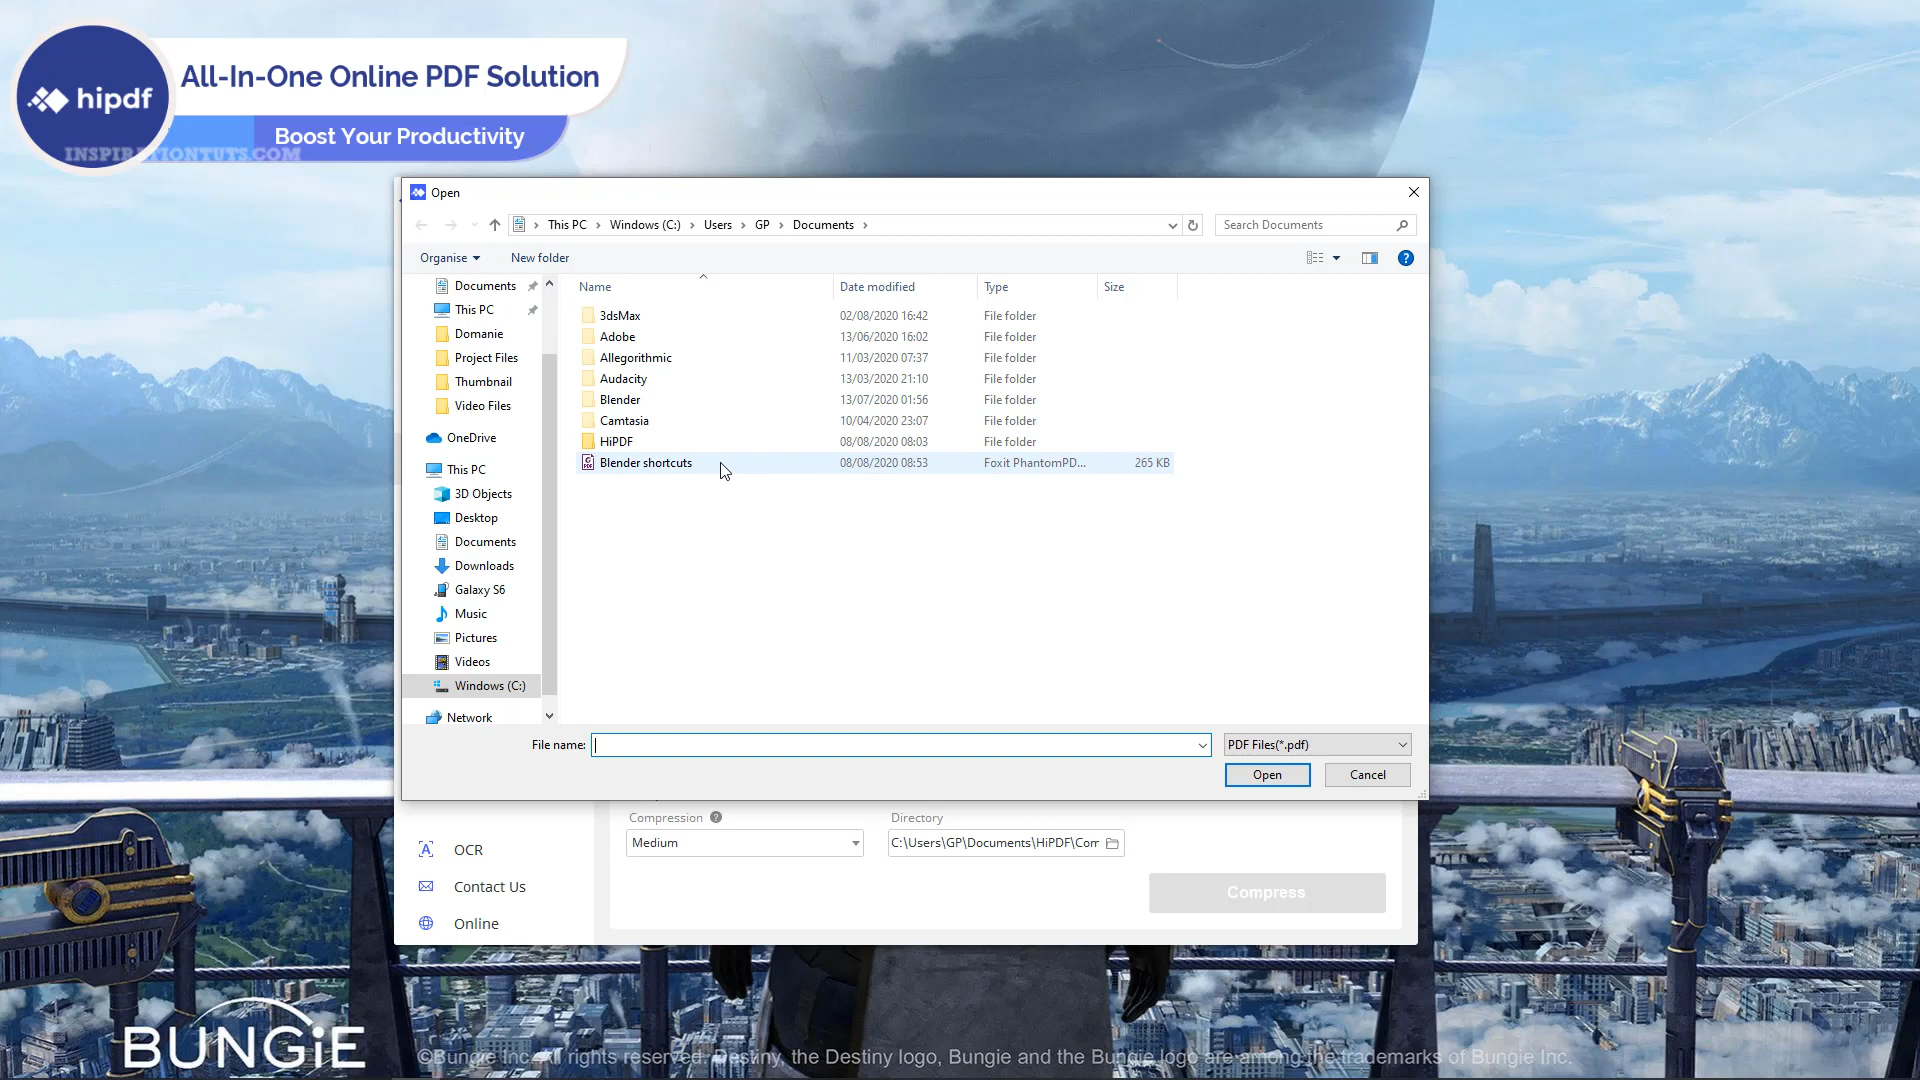 hipdf
All-In-One Online PDF Solution
Boost Your Productivity
INSPIRATIONTUTS.COM
Open
This PC > Windows (C:) > Users > GP > Documents >
Search Documents
Organise
New folder
Name Date modified Type Size
3dsMax 02/08/2020 16:42 File folder
Adobe 13/06/2020 16:02 File folder
Allegorithmic 11/03/2020 07:37 File folder
Audacity 13/03/2020 21:10 File folder
Blender 13/07/2020 01:56 File folder
Camtasia 10/04/2020 23:07 File folder
HiPDF 08/08/2020 08:03 File folder
Blender shortcuts 08/08/2020 08:53 Foxit PhantomPD... 265 KB
Documents
This PC
Domanie
Project Files
Thumbnail
Video Files
OneDrive
This PC
3D Objects
Desktop
Documents
Downloads
Galaxy S6
Music
Pictures
Videos
Windows (C:)
Network
File name:
PDF Files(*.pdf)
Open
Cancel
Compression ?
Directory
Medium
C:\Users\GP\Documents\HiPDF\Com
Compress
OCR
Contact Us
Online
BUNGiE
©Bungie Inc. All rights reserved. Destiny, the Destiny logo, Bungie and the Bungie logo are among the trademarks of Bungie Inc.